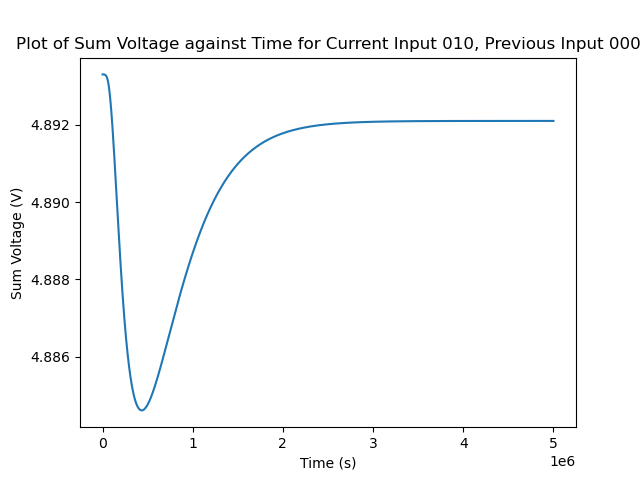 Plot of Sum Voltage against Time for Current Input 010, Previous Input 000
4.892
4.890
4.888
4.886
Sum Voltage (V)
0 1 2 3 4 5
1e6
Time (s)